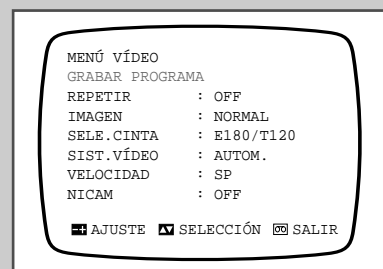 MENÚ VÍDEO
GRABAR PROGRAMA
REPETIR : OFF
IMAGEN : NORMAL
SELE.CINTA : E180/T120
SIST.VÍDEO : AUTOM.
VELOCIDAD : SP
NICAM : OFF
AJUSTE SELECCIÓN SALIR